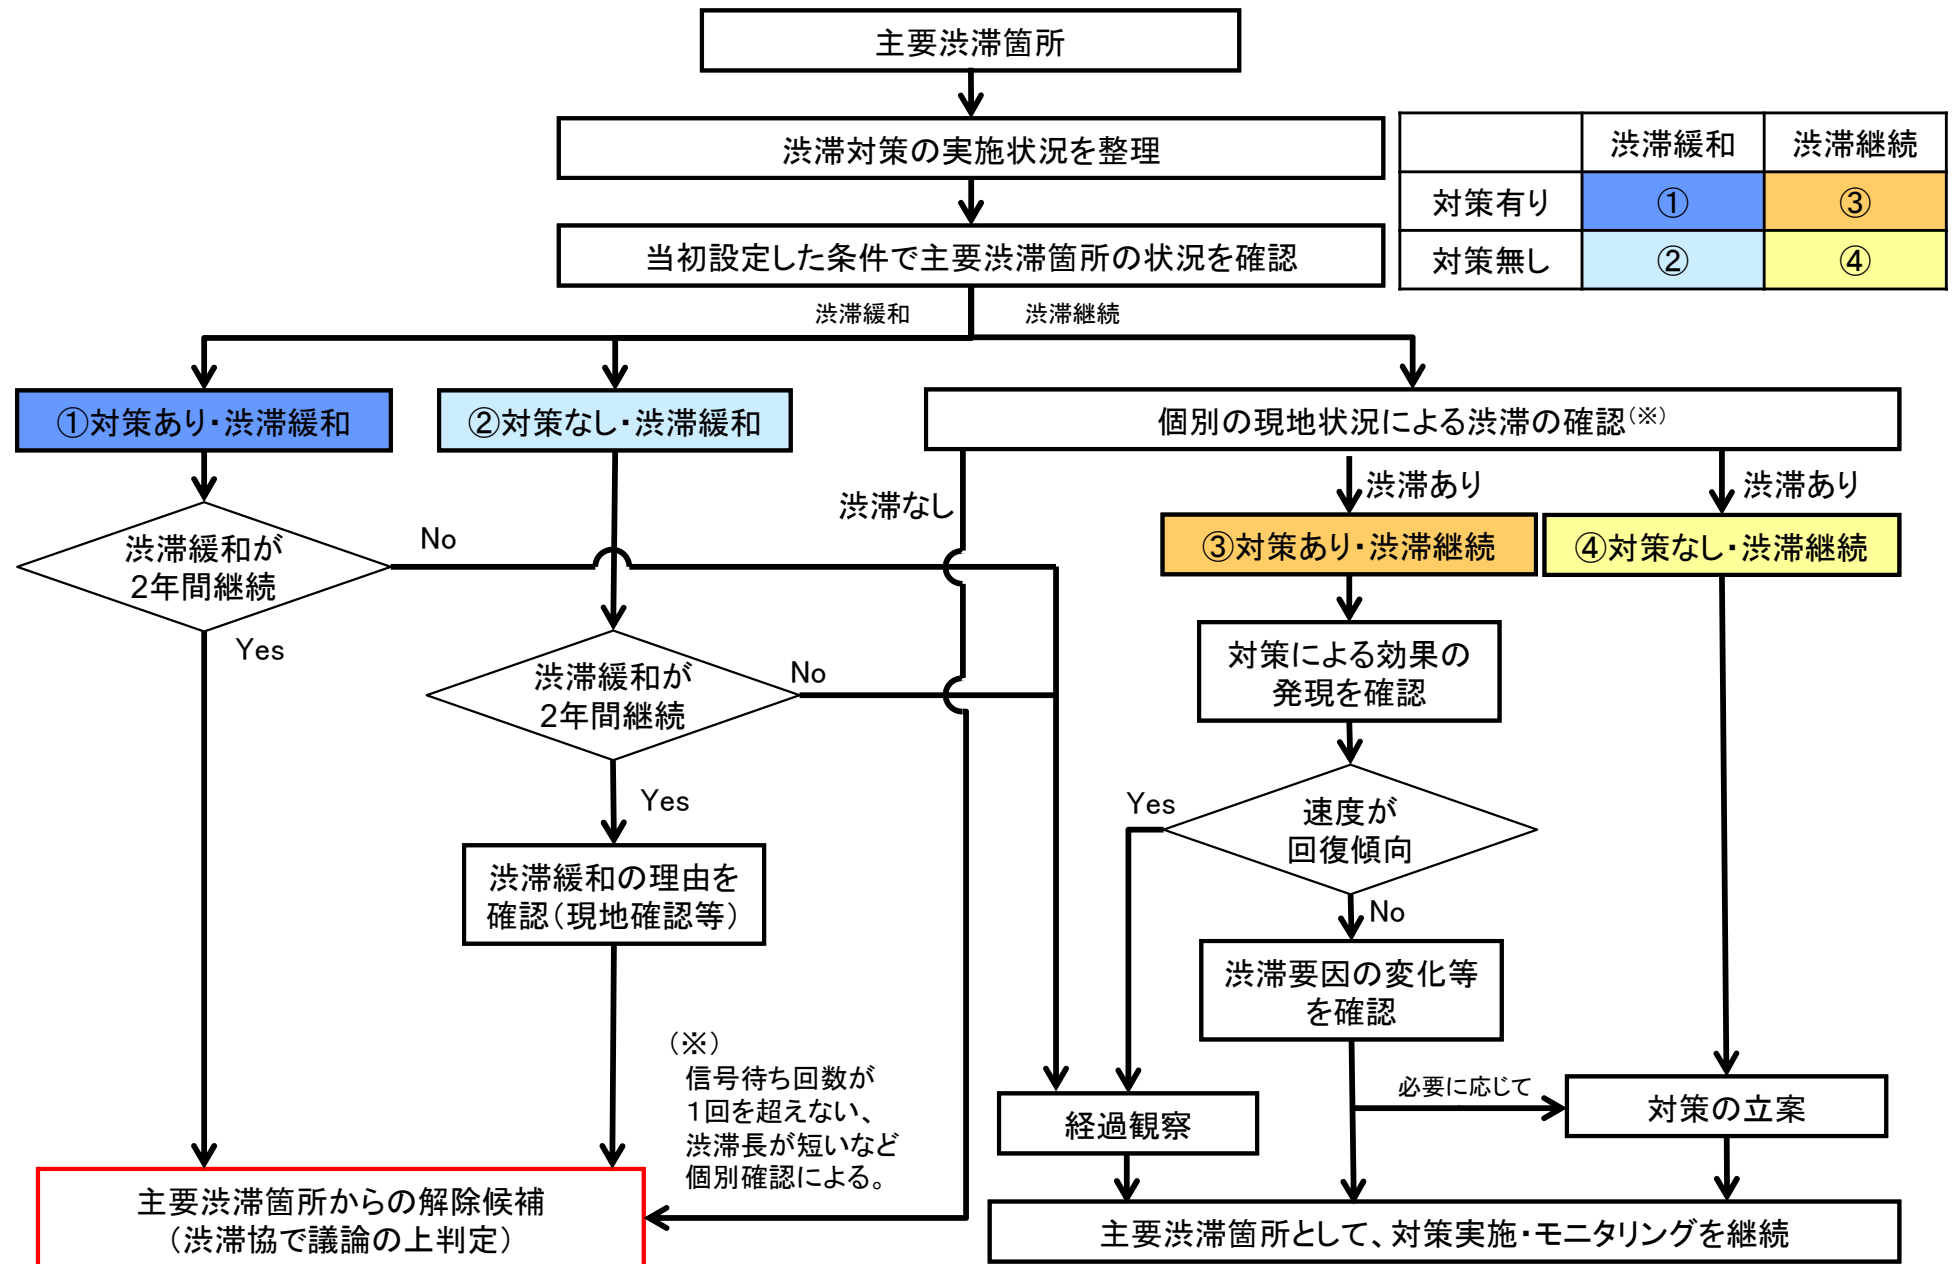 主要渋滞箇所
渋滞対策の実施状況を整理
当初設定した条件で主要渋滞箇所の状況を確認
渋滞緩和 渋滞継続
対策有り ① ③
対策無し ② ④
渋滞緩和 渋滞継続
①対策あり・渋滞緩和
②対策なし・渋滞緩和
個別の現地状況による渋滞の確認(※)
渋滞なし
渋滞あり
渋滞あり
③対策あり・渋滞継続
④対策なし・渋滞継続
渋滞緩和が
2年間継続
No
Yes
渋滞緩和が
2年間継続
No
Yes
対策による効果の
発現を確認
速度が
回復傾向
Yes
No
渋滞緩和の理由を
確認(現地確認等)
渋滞要因の変化等
を確認
(※)
信号待ち回数が
1回を超えない、
渋滞長が短いなど
個別確認による。
必要に応じて
経過観察
対策の立案
主要渋滞箇所からの解除候補
(渋滞協で議論の上判定)
主要渋滞箇所として、対策実施・モニタリングを継続